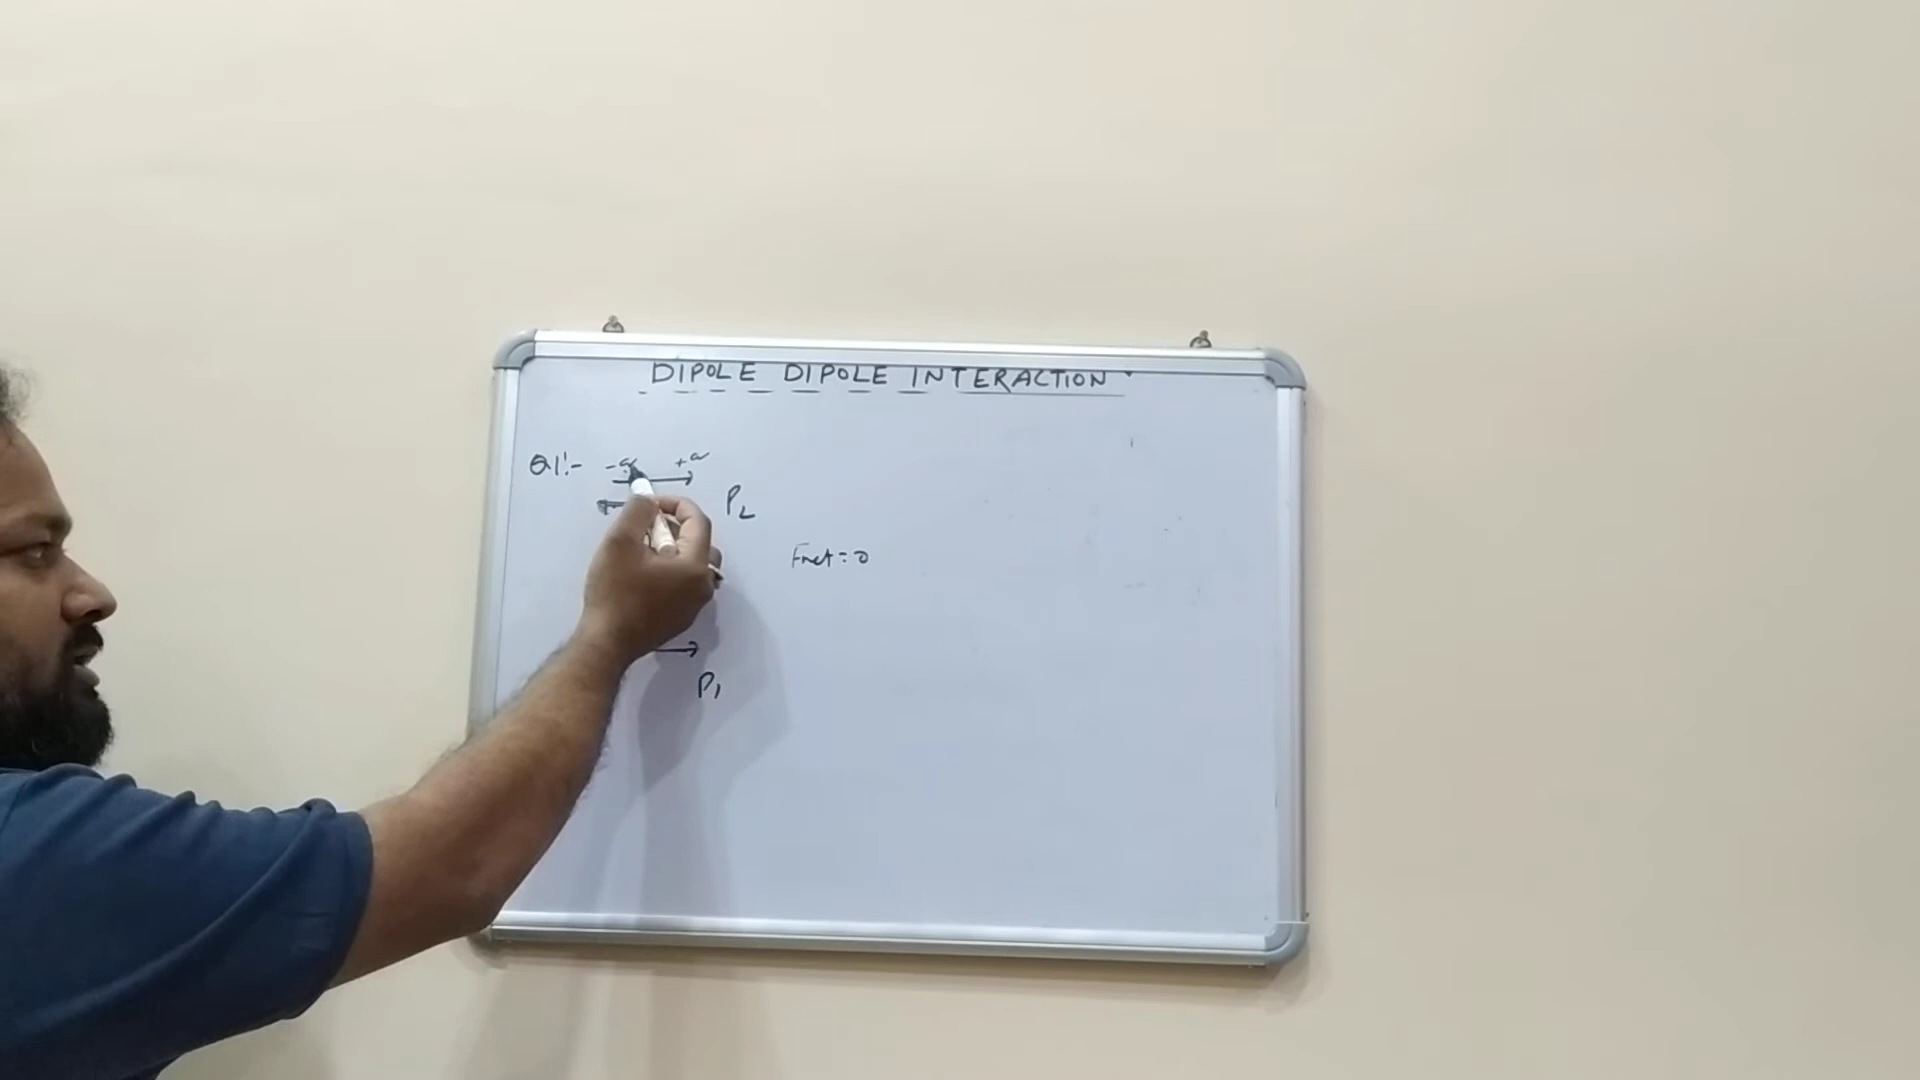 DIPOLE DIPOLE INTERACTION
Q1:- -q +q
P2
Fnet=0
P1